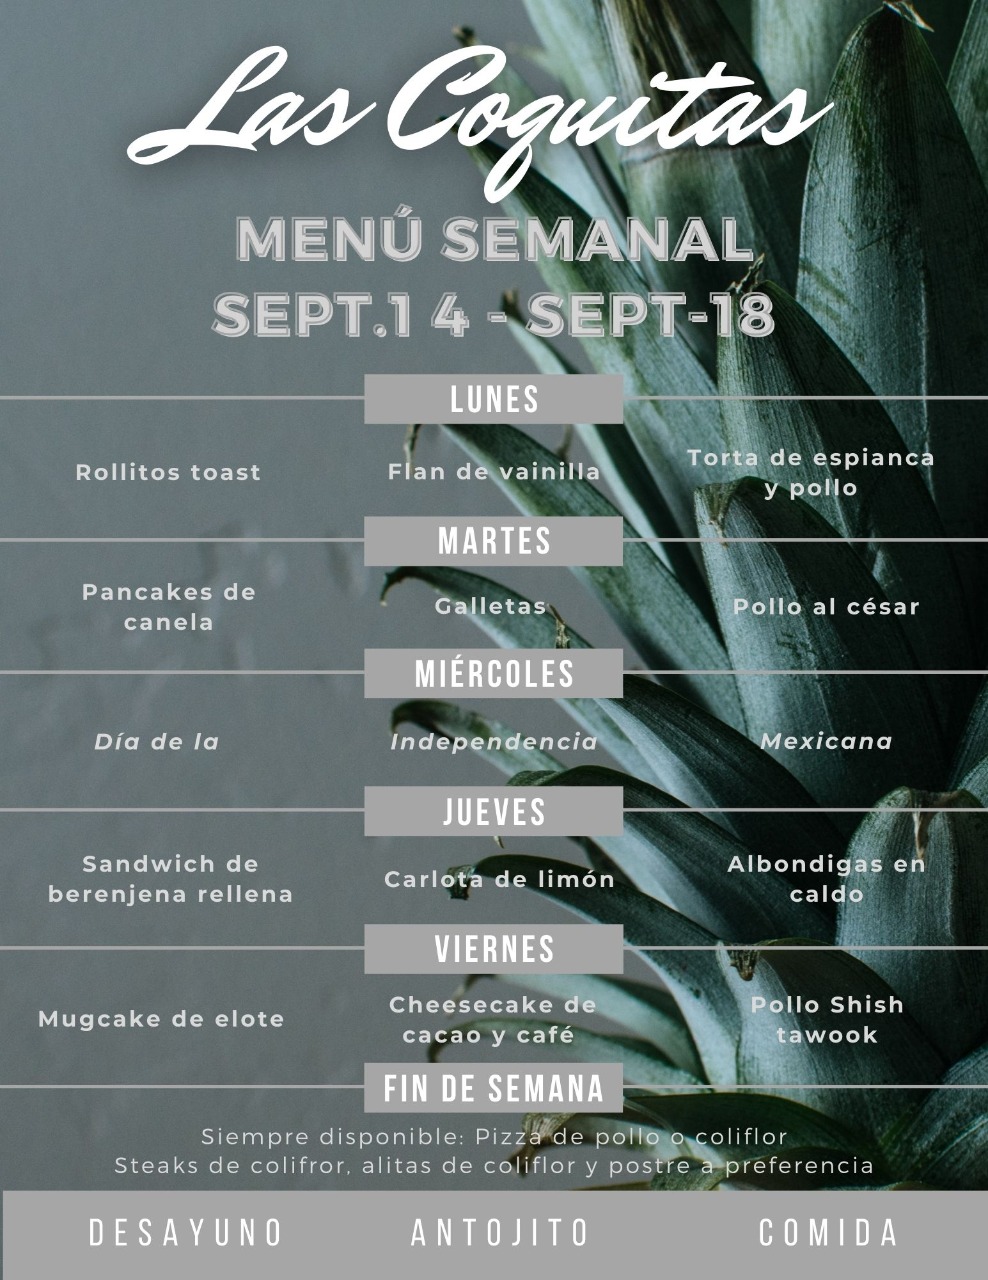 Las Coquitas
MENÚ SEMANAL
SEPT.1 4 - SEPT-18
LUNES
Rollitos toast
Flan de vainilla
Torta de espianca
y pollo
MARTES
Pancakes de
canela
Galletas
Pollo al césar
MIÉRCOLES
Día de la
Independencia
Mexicana
JUEVES
Sandwich de
berenjena rellena
Carlota de limón
Albondigas en
caldo
VIERNES
Mugcake de elote
Cheesecake de
cacao y café
Pollo Shish
tawook
FIN DE SEMANA
Siempre disponible: Pizza de pollo o coliflor
Steaks de colifror, alitas de coliflor y postre a preferencia
DESAYUNO
ANTOJITO
COMIDA